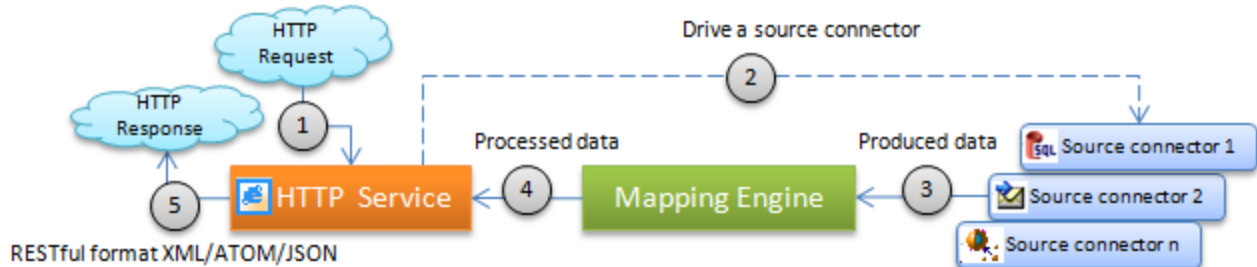 HTTP
Request
Drive a source connector
2
HTTP
Response
1
Processed data
Produced data
SQL Source connector 1
5
HTTP Service
4
Mapping Engine
3
Source connector 2
RESTful format XML/ATOM/JSON
Source connector n